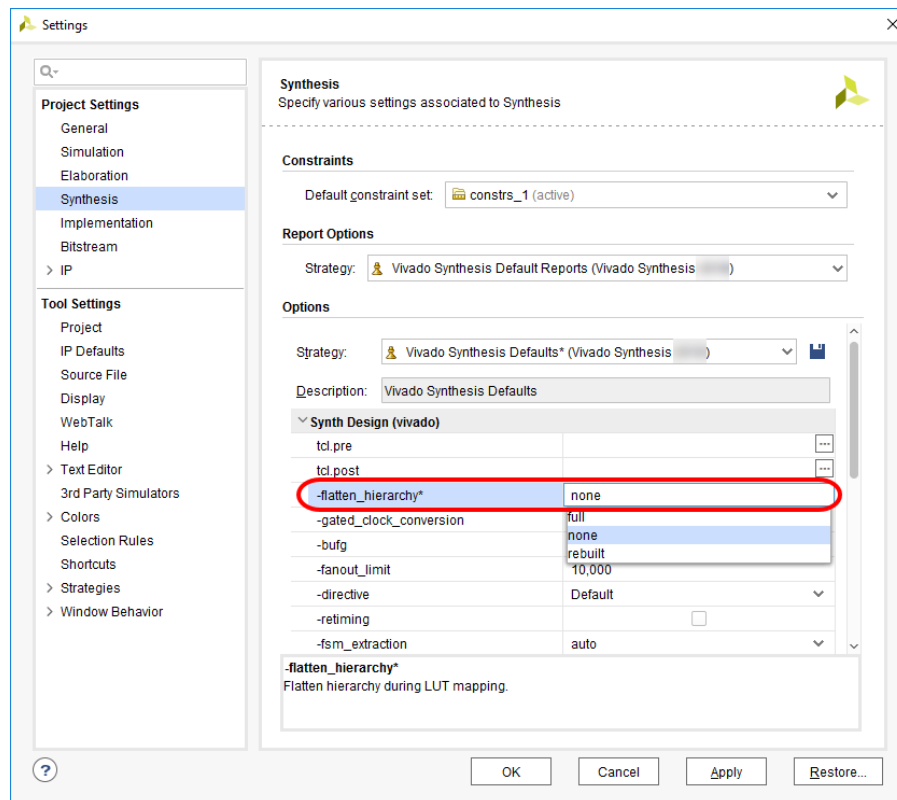 Settings
Project Settings
General
Simulation
Elaboration
Synthesis
Implementation
Bitstream
IP
Tool Settings
Project
IP Defaults
Source File
Display
WebTalk
Help
Text Editor
3rd Party Simulators
Colors
Selection Rules
Shortcuts
Strategies
Window Behavior
Synthesis
Specify various settings associated to Synthesis
Constraints
Default constraint set: constrs_1 (active)
Report Options
Strategy: Vivado Synthesis Default Reports (Vivado Synthesis )
Options
Strategy: Vivado Synthesis Defaults* (Vivado Synthesis )
Description: Vivado Synthesis Defaults
Synth Design (vivado)
tcl.pre
tcl.post
-flatten_hierarchy* none
-gated_clock_conversion full
-bufg none
rebuilt
-fanout_limit 10,000
-directive Default
-retiming
-fsm_extraction auto
-flatten_hierarchy*
Flatten hierarchy during LUT mapping.
? OK Cancel Apply Restore...